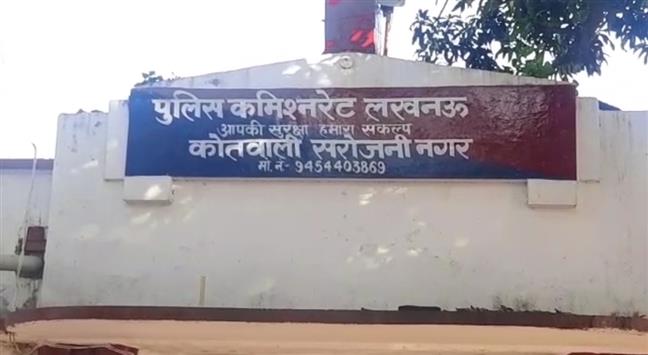 पुलिस कमिश्नरेट लखनऊ
आपकी सुरक्षा हमारा संकल्प
कोतवाली सरोजनी नगर
मो. नं.- 9454403869